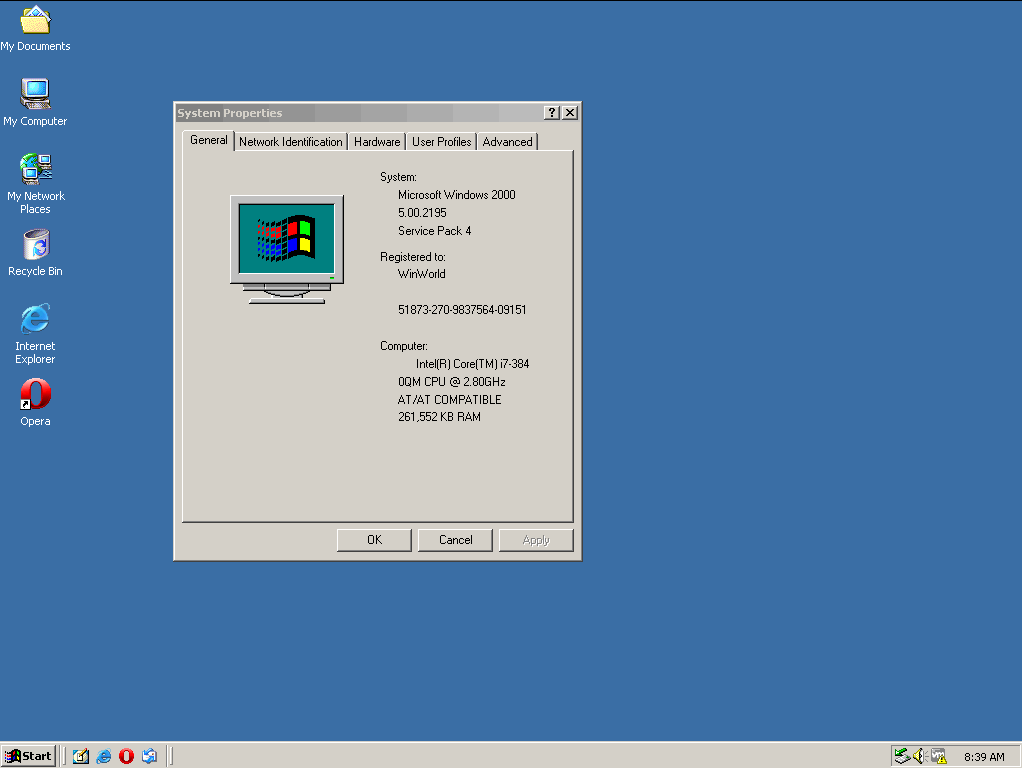 My Documents
My Computer
My Network
Places
Recycle Bin
Internet
Explorer
Opera
System Properties
General
Network Identification
Hardware
User Profiles
Advanced
System:
Microsoft Windows 2000
5.00.2195
Service Pack 4
Registered to:
WinWorld
51873-270-9837564-09151
Computer:
Intel(R) Core(TM) i7-384
0QM CPU @ 2.80GHz
AT/AT COMPATIBLE
261,552 KB RAM
OK
Cancel
Apply
Start
8:39 AM